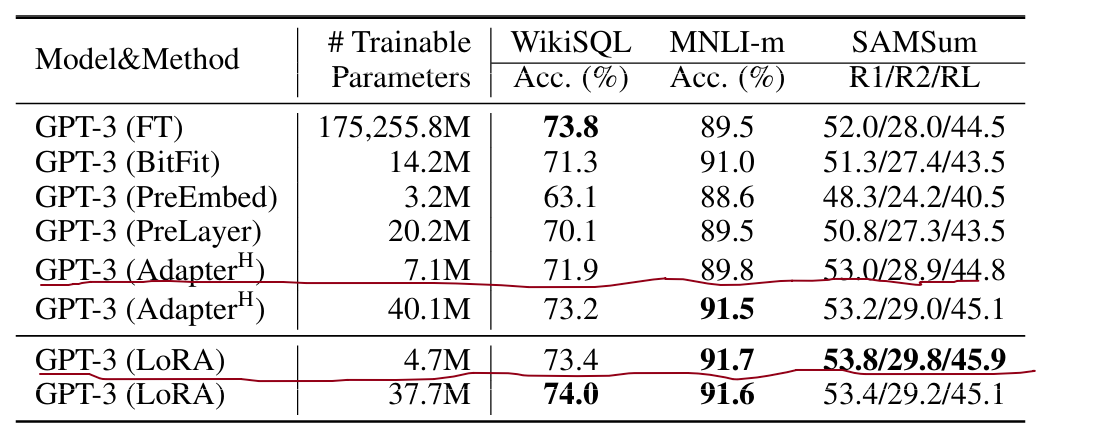 Model&Method # Trainable Parameters WikiSQL MNLI-m SAMSum
Acc. (%) Acc. (%) R1/R2/RL
GPT-3 (FT) 175,255.8M 73.8 89.5 52.0/28.0/44.5
GPT-3 (BitFit) 14.2M 71.3 91.0 51.3/27.4/43.5
GPT-3 (PreEmbed) 3.2M 63.1 88.6 48.3/24.2/40.5
GPT-3 (PreLayer) 20.2M 70.1 89.5 50.8/27.3/43.5
GPT-3 (Adapterᴴ) 7.1M 71.9 89.8 53.0/28.9/44.8
GPT-3 (Adapterᴴ) 40.1M 73.2 91.5 53.2/29.0/45.1
GPT-3 (LoRA) 4.7M 73.4 91.7 53.8/29.8/45.9
GPT-3 (LoRA) 37.7M 74.0 91.6 53.4/29.2/45.1